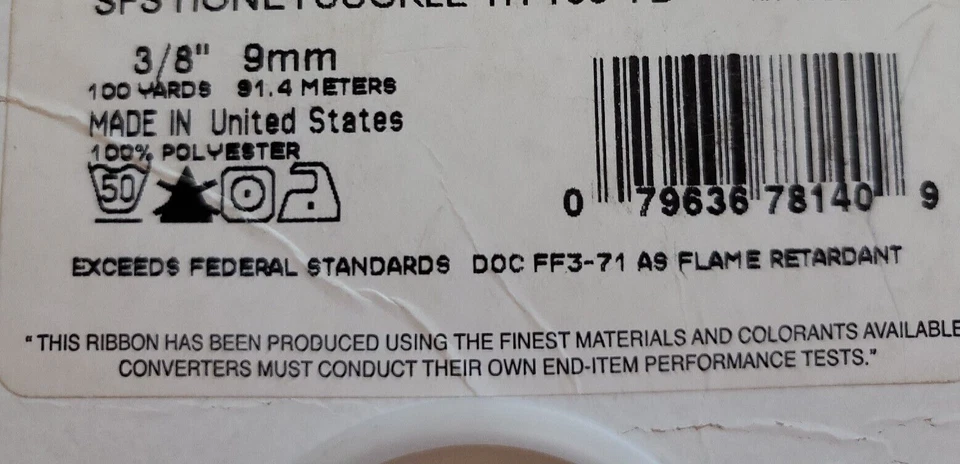 SFS HONEYSUCKLE
3/8" 9mm
100 YARDS 91.4 METERS
MADE IN United States
100% POLYESTER
50
0 79636 78140 9
EXCEEDS FEDERAL STANDARDS DOC FF3-71 AS FLAME RETARDANT
"THIS RIBBON HAS BEEN PRODUCED USING THE FINEST MATERIALS AND COLORANTS AVAILABLE
CONVERTERS MUST CONDUCT THEIR OWN END-ITEM PERFORMANCE TESTS."